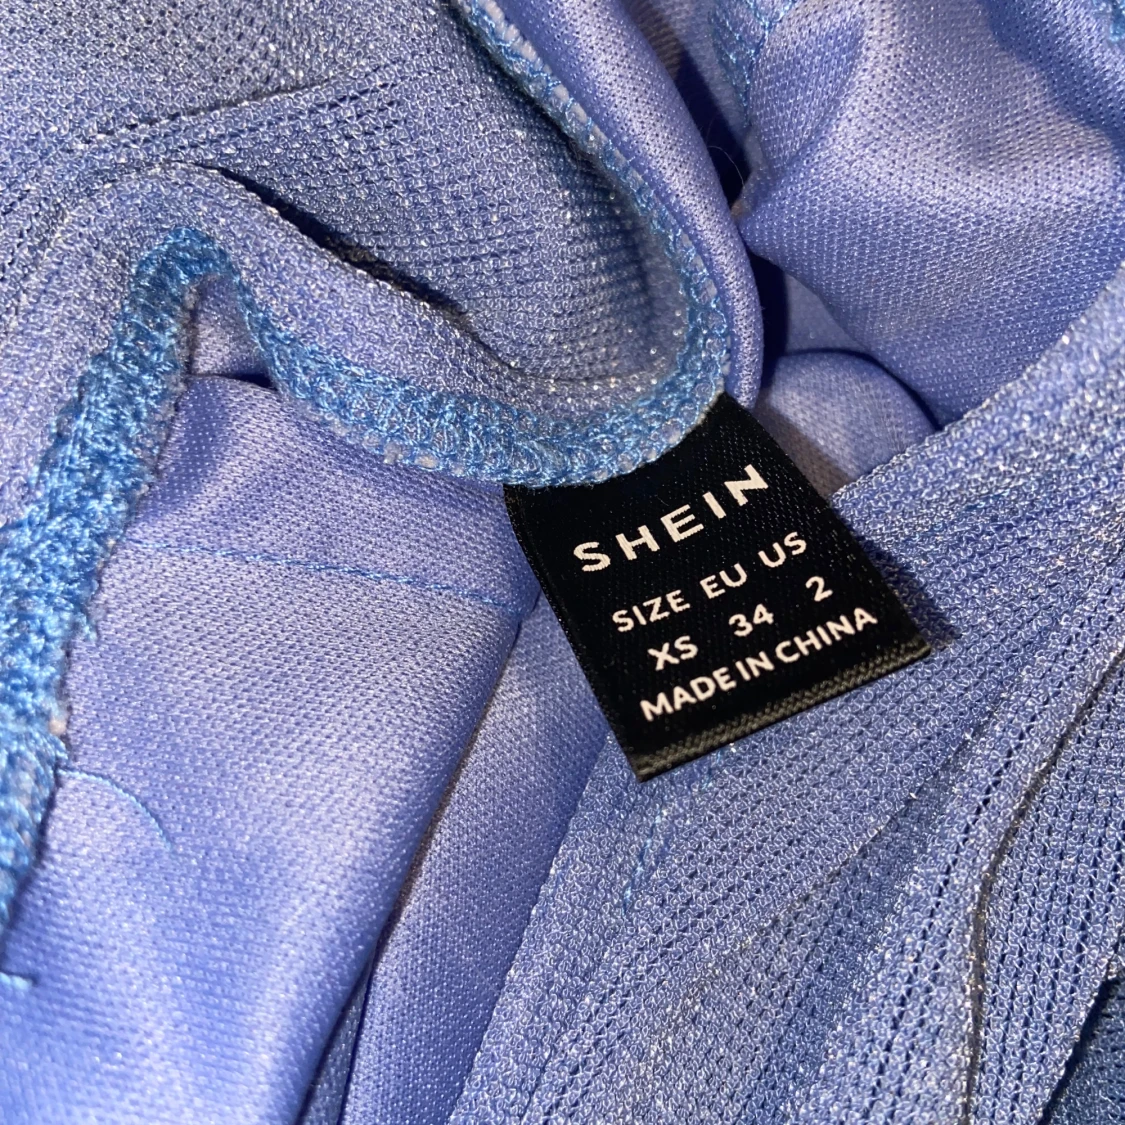 SHEIN
SIZE EU US
XS 34 2
MADE IN CHINA